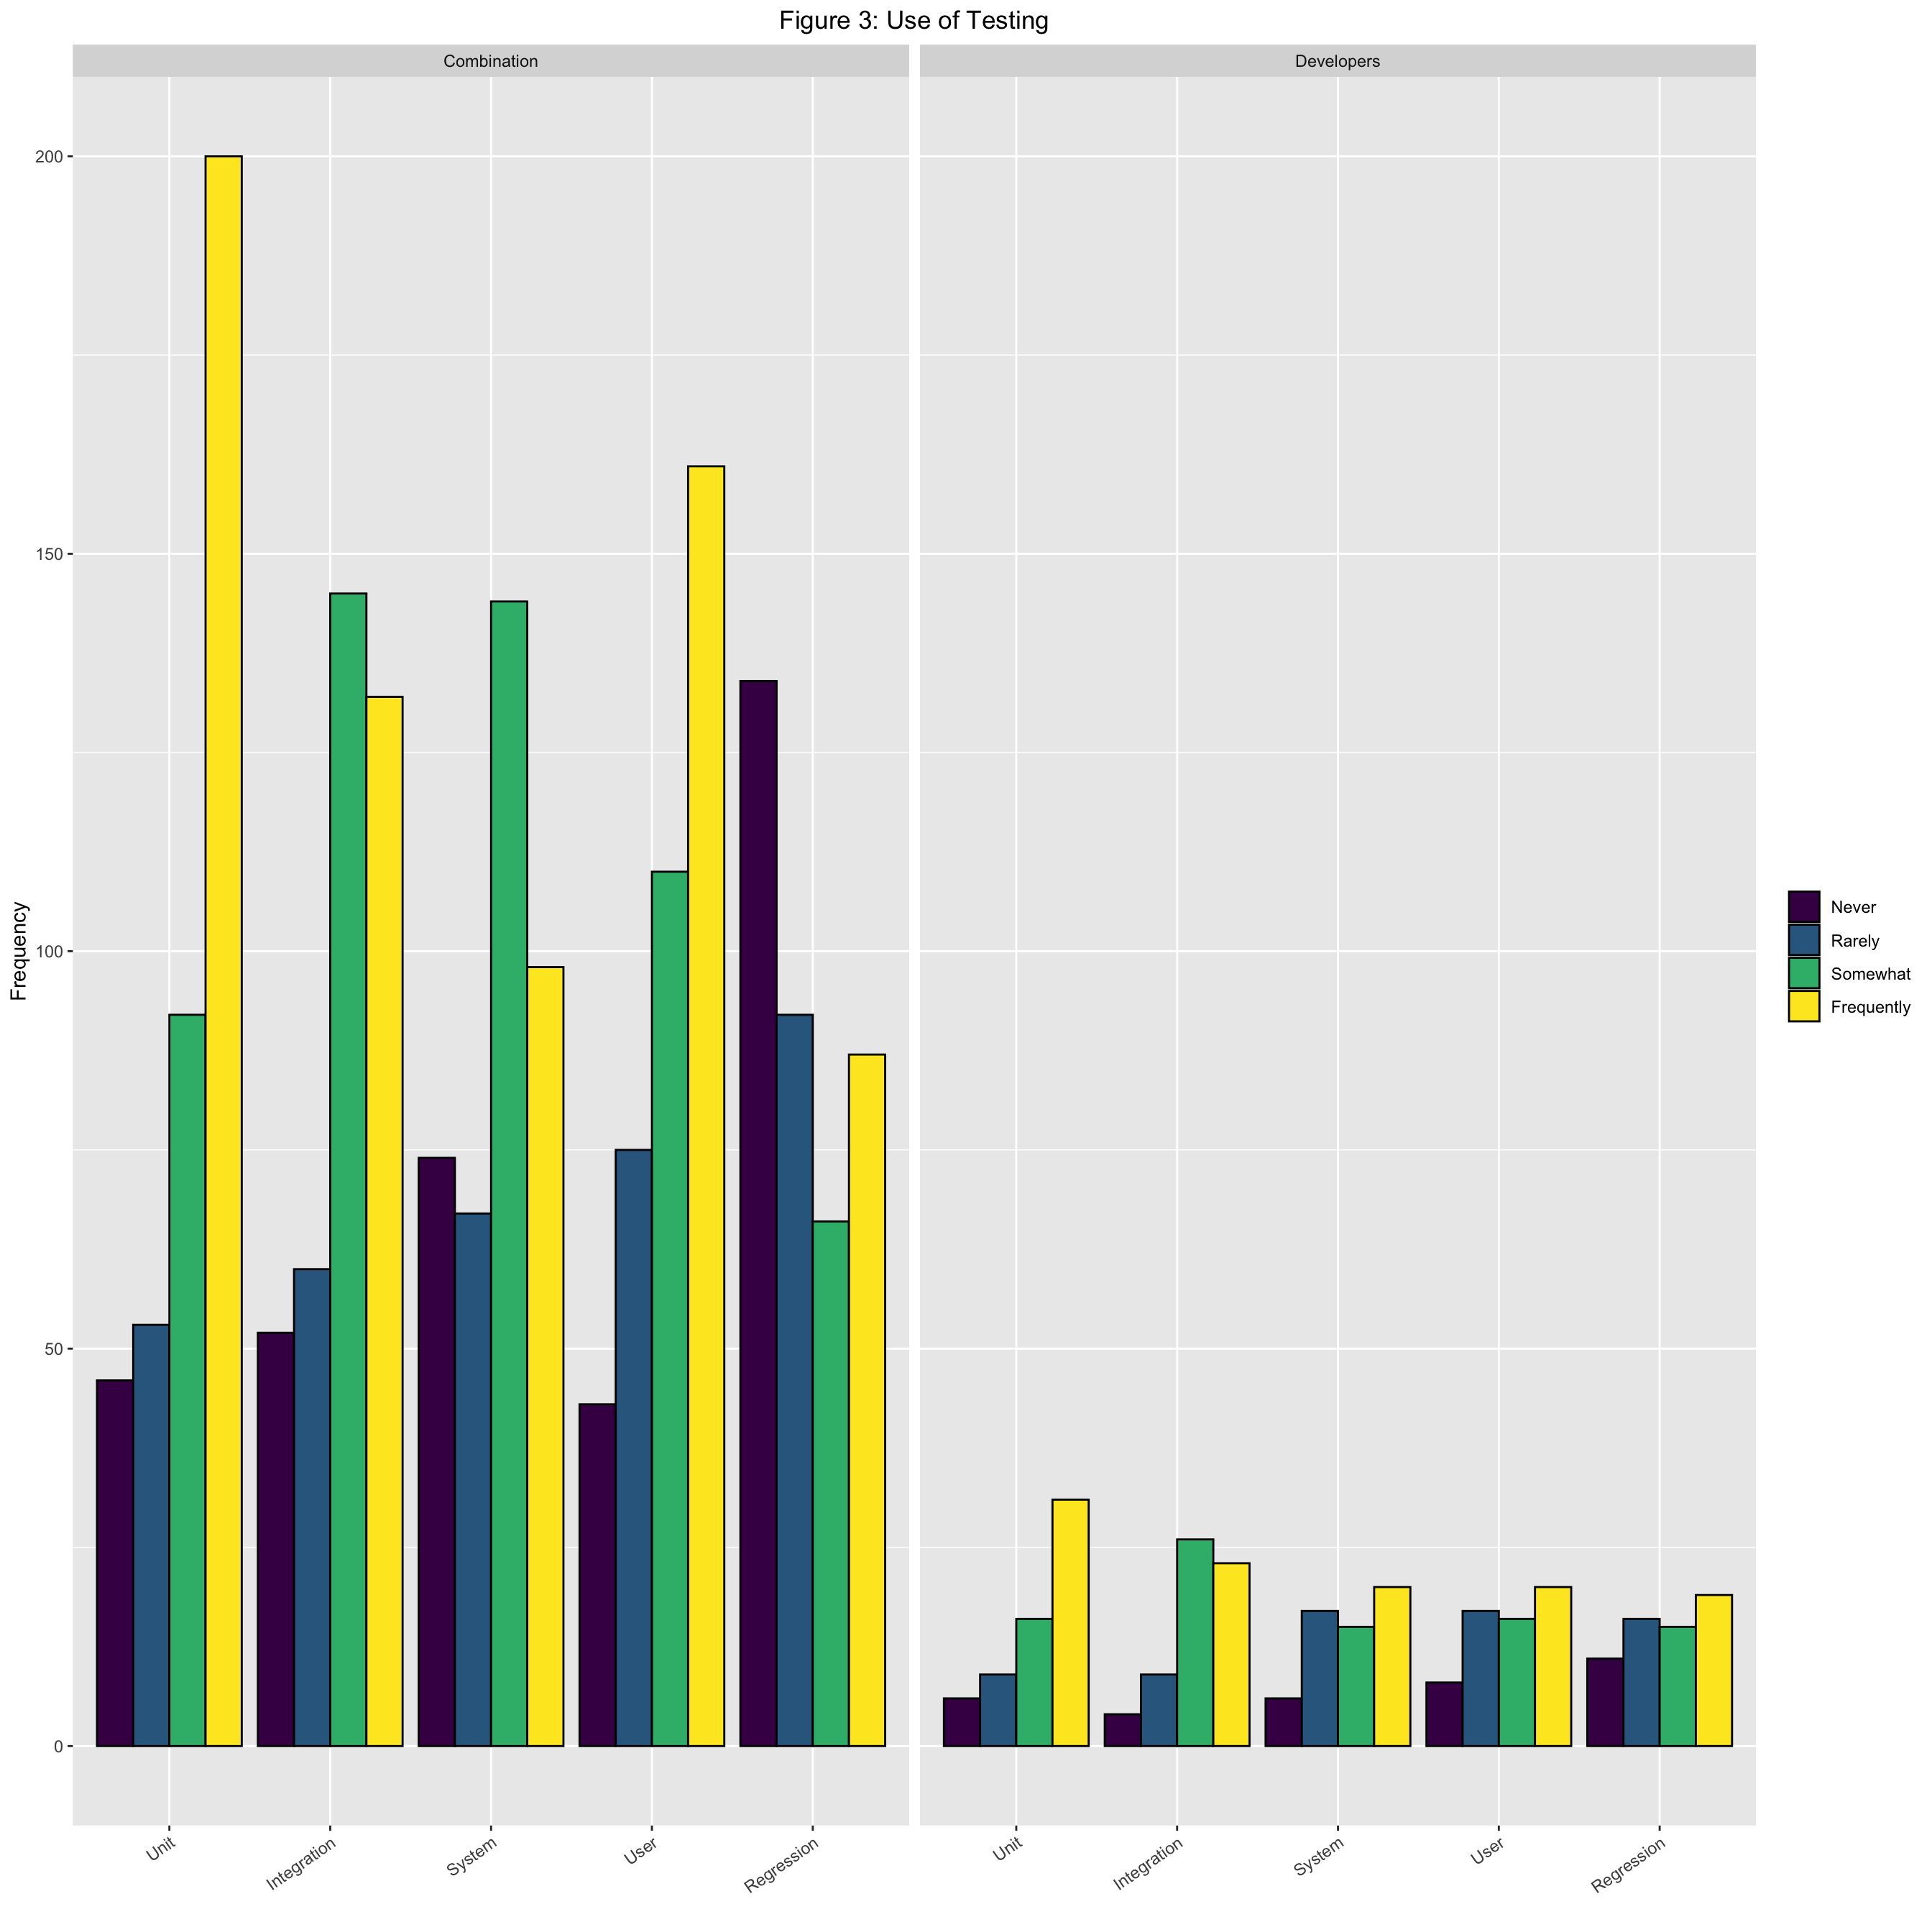 Figure 3: Use of Testing
Combination
Developers
Frequency
200
150
100
50
0
Unit
Integration
System
User
Regression
Unit
Integration
System
User
Regression
Never
Rarely
Somewhat
Frequently